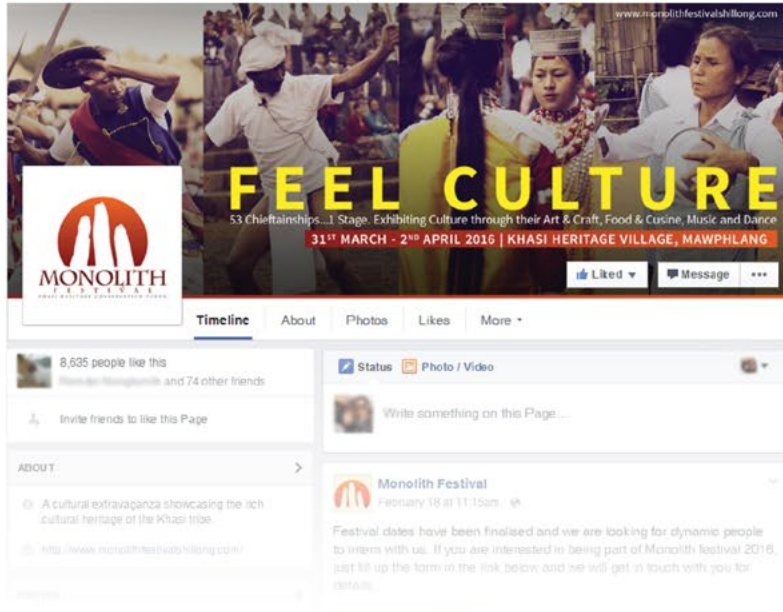 www.monolithfestivalshillong.com
FEEL CULTURE
53 Chieftainships...1 Stage. Exhibiting Culture through their Art & Craft, Food & Cusine, Music and Dance
31ST MARCH - 2ND APRIL 2016 | KHASI HERITAGE VILLAGE, MAWPHLANG
MONOLITH
FESTIVAL
Liked
Message
Timeline
About
Photos
Likes
More
8,635 people like this
and 74 other friends
Invite friends to like this Page
ABOUT
A cultural extravaganza showcasing the rich
cultural heritage of the Khasi tribe.
http://www.monolithfestivalshillong.com/
Status
Photo / Video
Write something on this Page...
Monolith Festival
February 18 at 11:15am
Festival dates have been finalised and we are looking for dynamic people
to intern with us. If you are interested in being part of Monolith festival 2016,
just fill up the form in the link below and we will get in touch with you for
details.